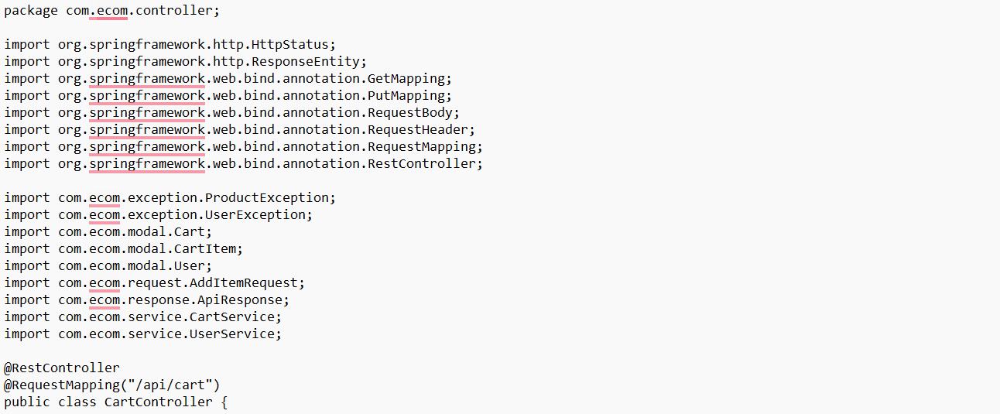 package com.ecom.controller;
import org.springframework.http.HttpStatus;
import org.springframework.http.ResponseEntity;
import org.springframework.web.bind.annotation.GetMapping;
import org.springframework.web.bind.annotation.PutMapping;
import org.springframework.web.bind.annotation.RequestBody;
import org.springframework.web.bind.annotation.RequestHeader;
import org.springframework.web.bind.annotation.RequestMapping;
import org.springframework.web.bind.annotation.RestController;
import com.ecom.exception.ProductException;
import com.ecom.exception.UserException;
import com.ecom.modal.Cart;
import com.ecom.modal.CartItem;
import com.ecom.modal.User;
import com.ecom.request.AddItemRequest;
import com.ecom.response.ApiResponse;
import com.ecom.service.CartService;
import com.ecom.service.UserService;
@RestController
@RequestMapping("/api/cart")
public class CartController {